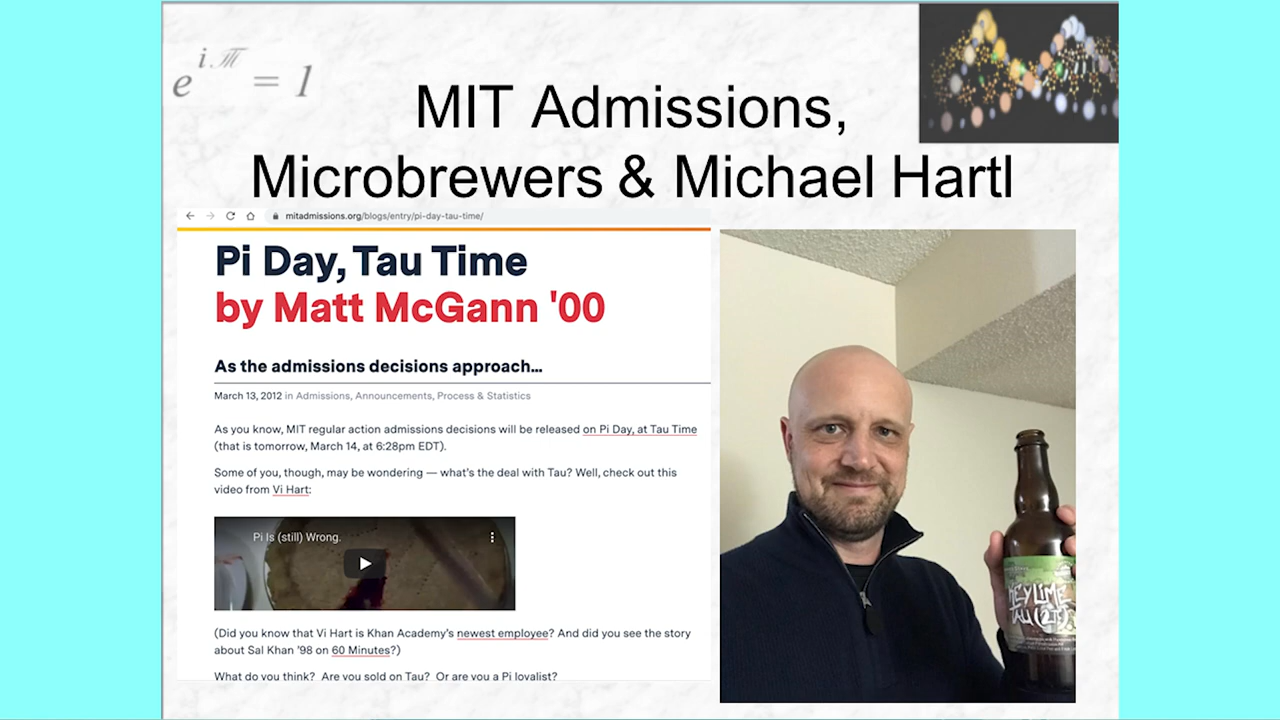 e^iπ = 1
MIT Admissions,
Microbrewers & Michael Hartl
mitadmissions.org/blogs/entry/pi-day-tau-time/
Pi Day, Tau Time
by Matt McGann '00
As the admissions decisions approach...
March 13, 2012 in Admissions, Announcements, Process & Statistics
As you know, MIT regular action admissions decisions will be released on Pi Day, at Tau Time
(that is tomorrow, March 14, at 6:28pm EDT).
Some of you, though, may be wondering — what's the deal with Tau? Well, check out this
video from Vi Hart:
Pi Is (still) Wrong.
(Did you know that Vi Hart is Khan Academy's newest employee? And did you see the story
about Sal Khan '98 on 60 Minutes?)
What do you think? Are you sold on Tau? Or are you a Pi loyalist?
KEY LIME
TAU (2π)